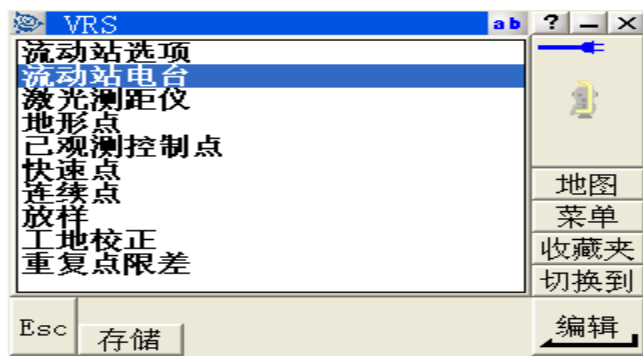 VRS
ab ? — ×
流动站选项
流动站电台
激光测距仪
地形点
已观测控制点
快速点
连续点
放样
工地校正
重复点限差
地图
菜单
收藏夹
切换到
Esc
存储
编辑